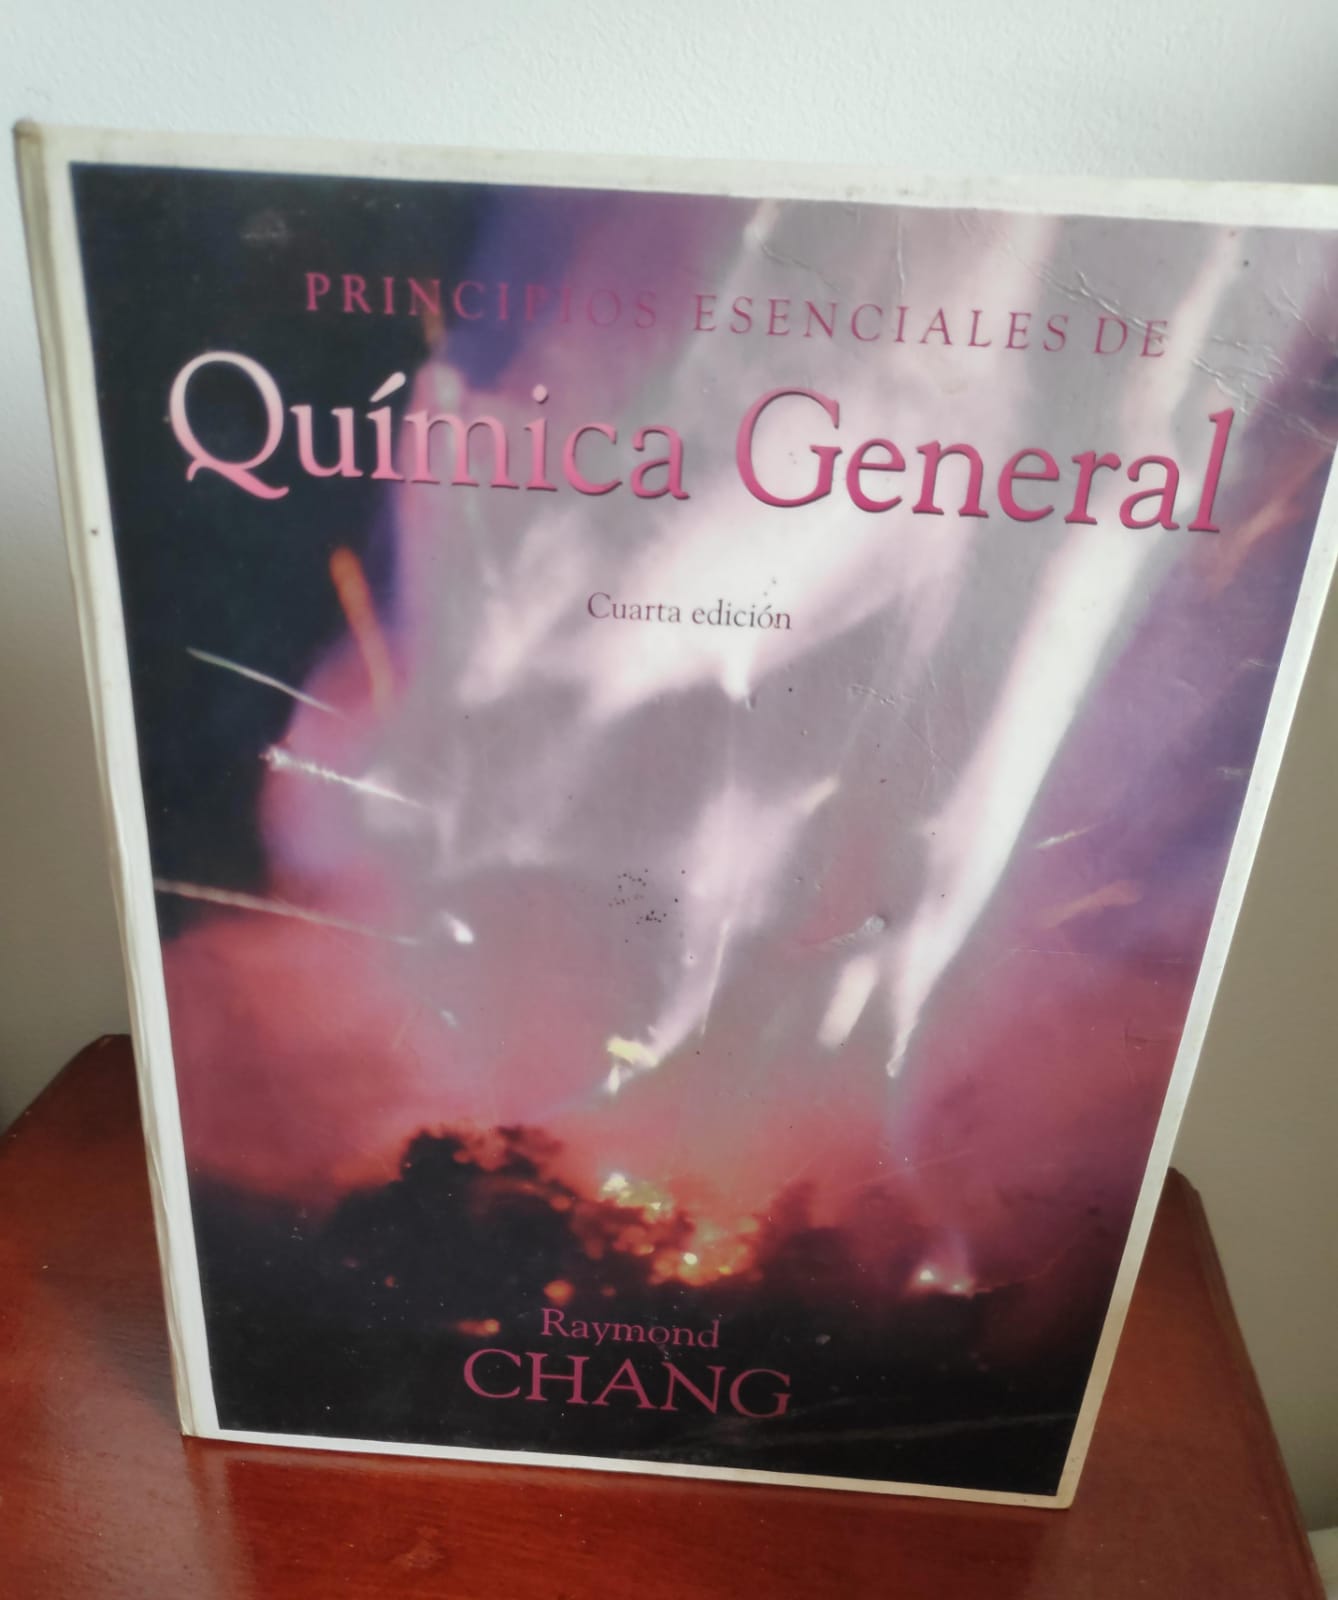 PRINCIPIOS ESENCIALES DE
Química General
Cuarta edición
Raymond
CHANG